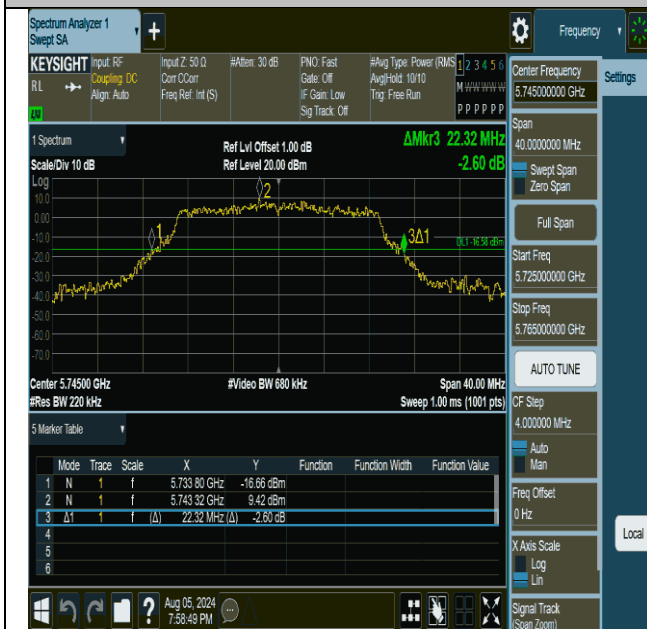 Spectrum Analyzer 1
Swept SA
+
Frequency
KEYSIGHT
RL
Input: RF
Coupling: DC
Align: Auto
Input Z: 50 Ω
Corr CCorr
Freq Ref: Int (S)
#Atten: 30 dB
PNO: Fast
Gate: Off
IF Gain: Low
Sig Track: Off
#Avg Type: Power (RMS)
Avg|Hold: 10/10
Trig: Free Run
1 2 3 4 5 6
M W W W W W
P P P P P P
1 Spectrum
Scale/Div 10 dB
Log
Ref Lvl Offset 1.00 dB
Ref Level 20.00 dBm
ΔMkr3 22.32 MHz
-2.60 dB
10.0
0.00
-10.0
-20.0
-30.0
-40.0
-50.0
-60.0
-70.0
1
2
3Δ1
DL1 -16.58 dBm
Center 5.74500 GHz
#Res BW 220 kHz
#Video BW 680 kHz
Span 40.00 MHz
Sweep 1.00 ms (1001 pts)
5 Marker Table
Mode Trace Scale X Y Function Function Width Function Value
1 N 1 f 5.733 80 GHz -16.66 dBm
2 N 1 f 5.743 32 GHz 9.42 dBm
3 Δ1 1 f (Δ) 22.32 MHz (Δ) -2.60 dB
4
5
6
Center Frequency
5.745000000 GHz
Settings
Span
40.0000000 MHz
Swept Span
Zero Span
Full Span
Start Freq
5.725000000 GHz
Stop Freq
5.765000000 GHz
AUTO TUNE
CF Step
4.000000 MHz
Auto
Man
Freq Offset
0 Hz
X Axis Scale
Log
Lin
Local
Signal Track
(Span Zoom)
?
Aug 05, 2024
7:58:49 PM